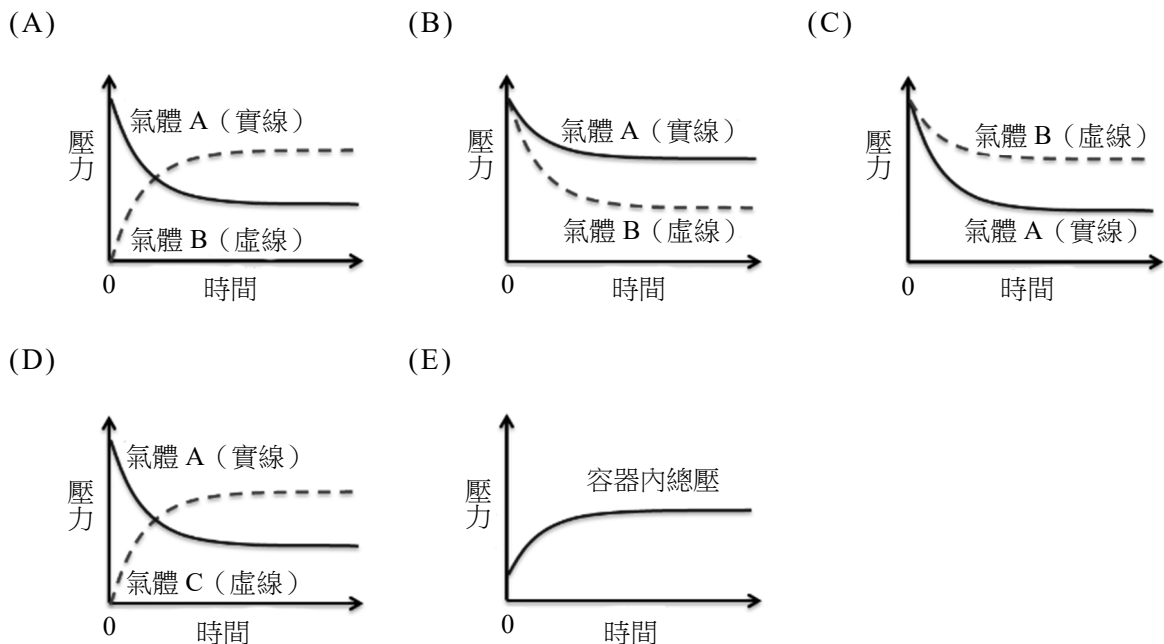 (A)
壓力
氣體 A（實線）
氣體 B（虛線）
0
時間
(B)
壓力
氣體 A（實線）
氣體 B（虛線）
0
時間
(C)
壓力
氣體 B（虛線）
氣體 A（實線）
0
時間
(D)
壓力
氣體 A（實線）
氣體 C（虛線）
0
時間
(E)
壓力
容器內總壓
0
時間